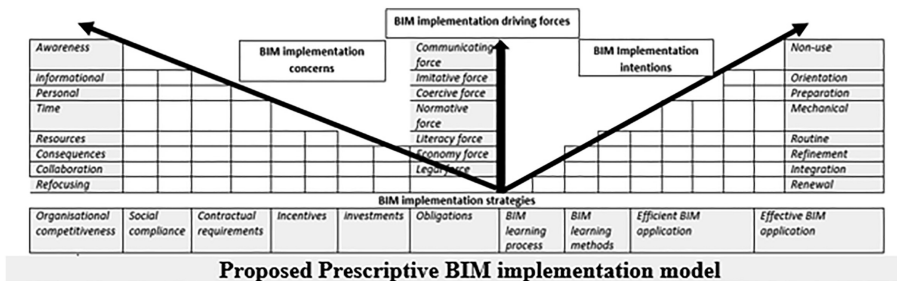 BIM implementation driving forces
BIM implementation
concerns
BIM Implementation
intentions
Awareness
Communicating
force
Non-use
informational
Imitative force
Orientation
Personal
Coercive force
Preparation
Time
Normative
force
Mechanical
Resources
Literacy force
Routine
Consequences
Economy force
Refinement
Collaboration
Legal force
Integration
Refocusing
Renewal
BIM implementation strategies
Organisational
competitiveness
Social
compliance
Contractual
requirements
Incentives
investments
Obligations
BIM
learning
process
BIM
learning
methods
Efficient BIM
application
Effective BIM
application
Proposed Prescriptive BIM implementation model